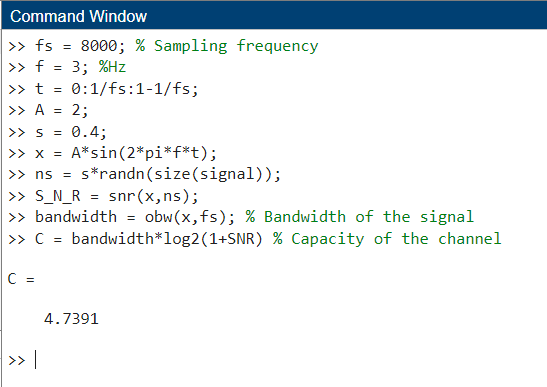 Command Window
>> fs = 8000; % Sampling frequency
>> f = 3; %Hz
>> t = 0:1/fs:1-1/fs;
>> A = 2;
>> s = 0.4;
>> x = A*sin(2*pi*f*t);
>> ns = s*randn(size(signal));
>> S_N_R = snr(x,ns);
>> bandwidth = obw(x,fs); % Bandwidth of the signal
>> C = bandwidth*log2(1+SNR) % Capacity of the channel
C =
4.7391
>>